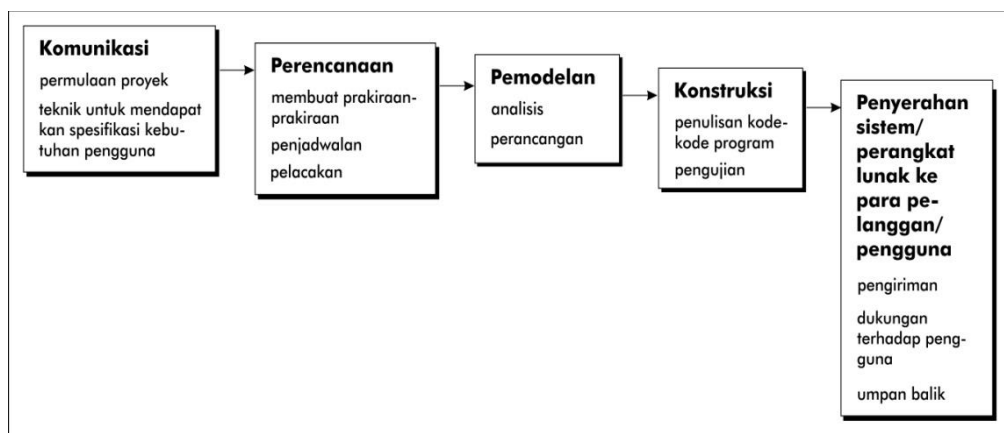 Komunikasi
permulaan proyek
teknik untuk mendapat
kan spesifikasi kebu-
tuhan pengguna
Perencanaan
membuat prakiraan-
prakiraan
penjadwalan
pelacakan
Pemodelan
analisis
perancangan
Konstruksi
penulisan kode-
kode program
pengujian
Penyerahan
sistem/
perangkat
lunak ke
para pe-
langgan/
pengguna
pengiriman
dukungan
terhadap peng-
guna
umpan balik